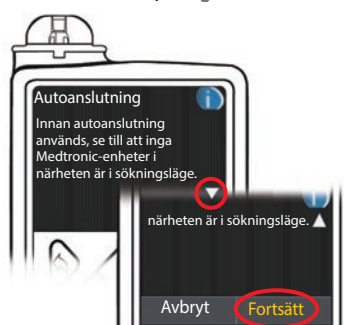 Autoanslutning
Innan autoanslutning
används, se till att inga
Medtronic-enheter i
närheten är i sökningsläge.
närheten är i sökningsläge.
Avbryt Fortsätt